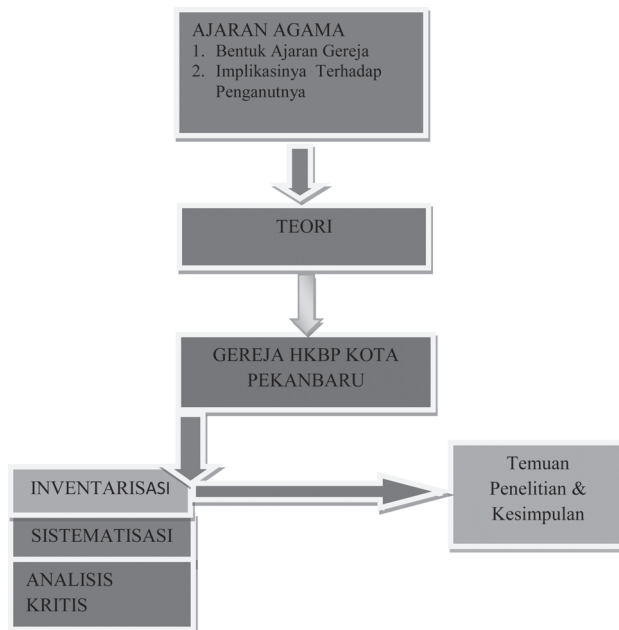 AJARAN AGAMA
1. Bentuk Ajaran Gereja
2. Implikasinya Terhadap
Penganutnya
TEORI
GEREJA HKBP KOTA
PEKANBARU
INVENTARISASI
SISTEMATISASI
ANALISIS
KRITIS
Temuan
Penelitian &
Kesimpulan